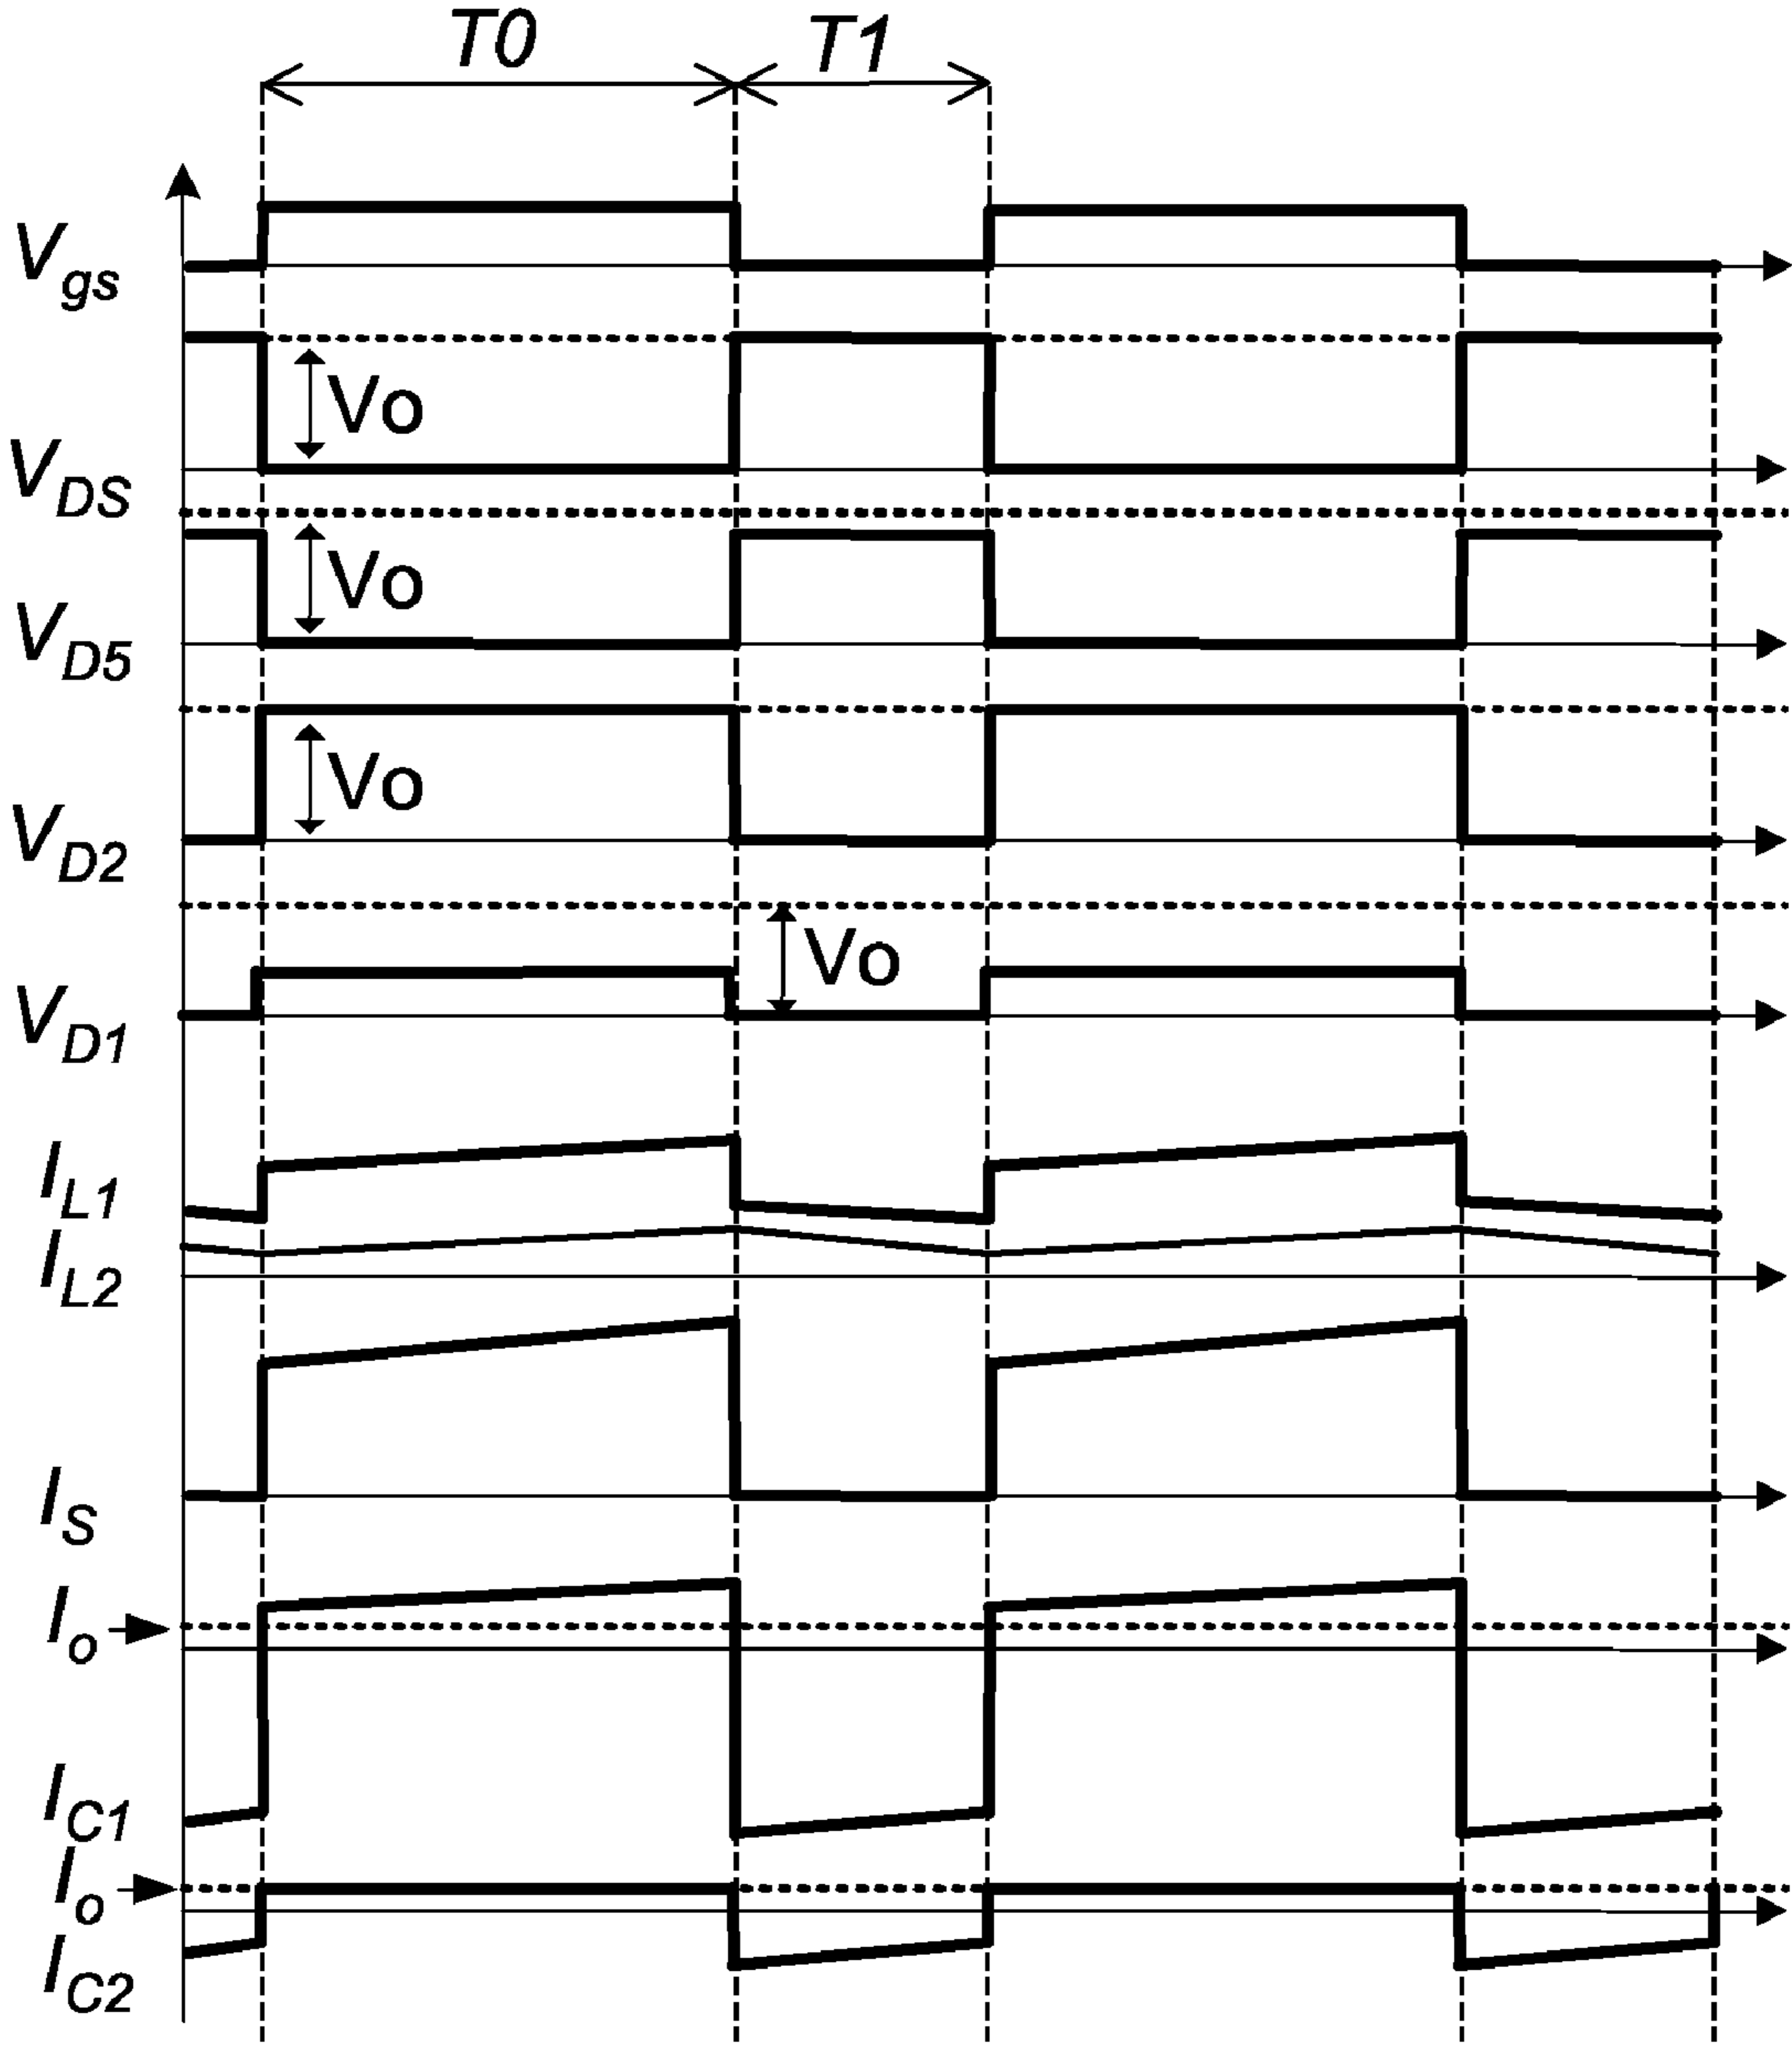 T0 T1
Vgs
Vo
VDS
Vo
VD5
Vo
VD2
Vo
VD1
IL1
IL2
IS
Io
IC1
Io
IC2